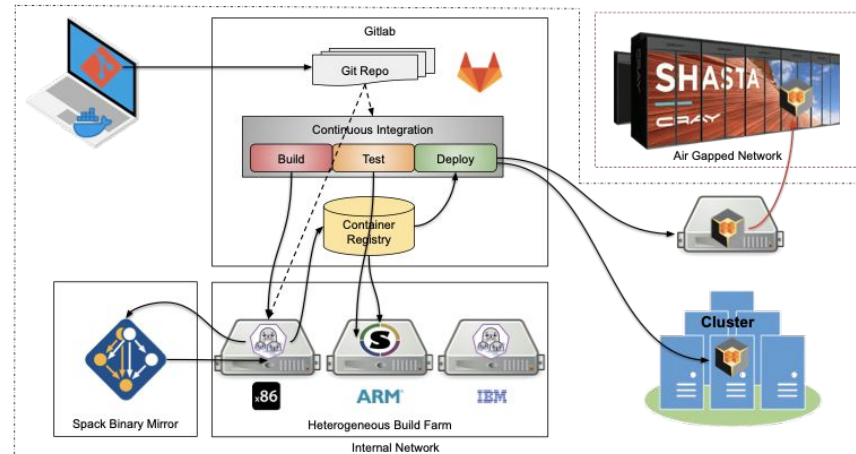 Gitlab
Git Repo
Continuous Integration
Build
Test
Deploy
Container
Registry
SHASTA
CRAY
Air Gapped Network
Cluster
x86
ARM
IBM
Spack Binary Mirror
Heterogeneous Build Farm
Internal Network